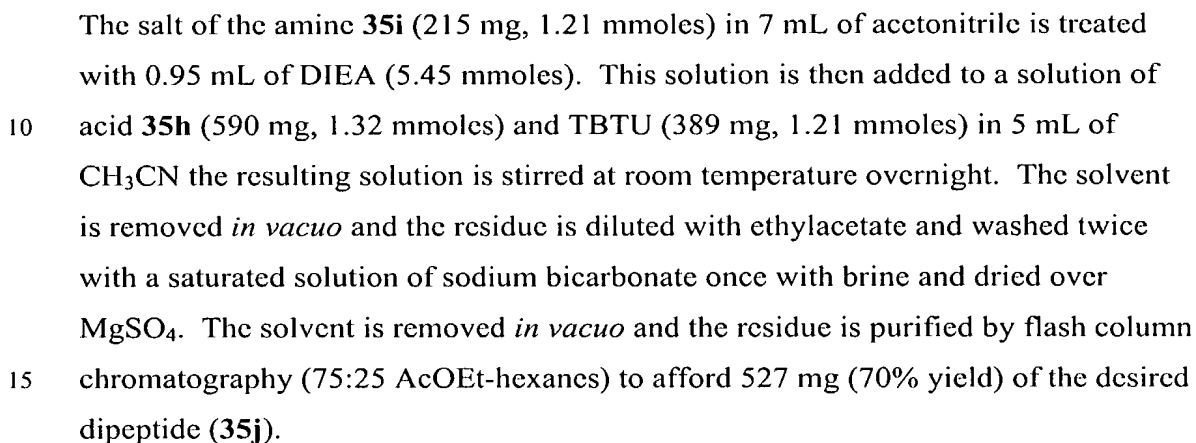 The salt of the amine 35i (215 mg, 1.21 mmoles) in 7 mL of acetonitrile is treated
with 0.95 mL of DIEA (5.45 mmoles). This solution is then added to a solution of
10 acid 35h (590 mg, 1.32 mmoles) and TBTU (389 mg, 1.21 mmoles) in 5 mL of
CH₃CN the resulting solution is stirred at room temperature overnight. The solvent
is removed in vacuo and the residue is diluted with ethylacetate and washed twice
with a saturated solution of sodium bicarbonate once with brine and dried over
MgSO₄. The solvent is removed in vacuo and the residue is purified by flash column
15 chromatography (75:25 AcOEt-hexanes) to afford 527 mg (70% yield) of the desired
dipeptide (35j).